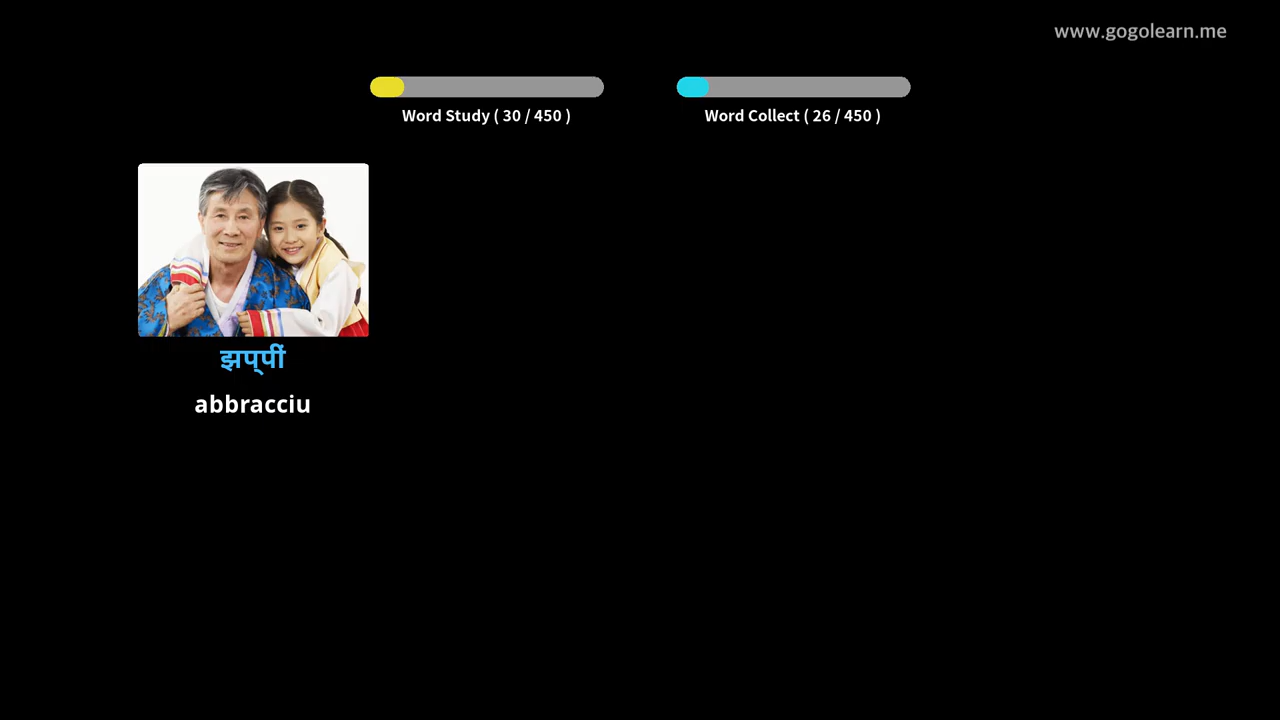 www.gogolearn.me
Word Study ( 30 / 450 )
Word Collect ( 26 / 450 )
झप्पीं
abbracciu